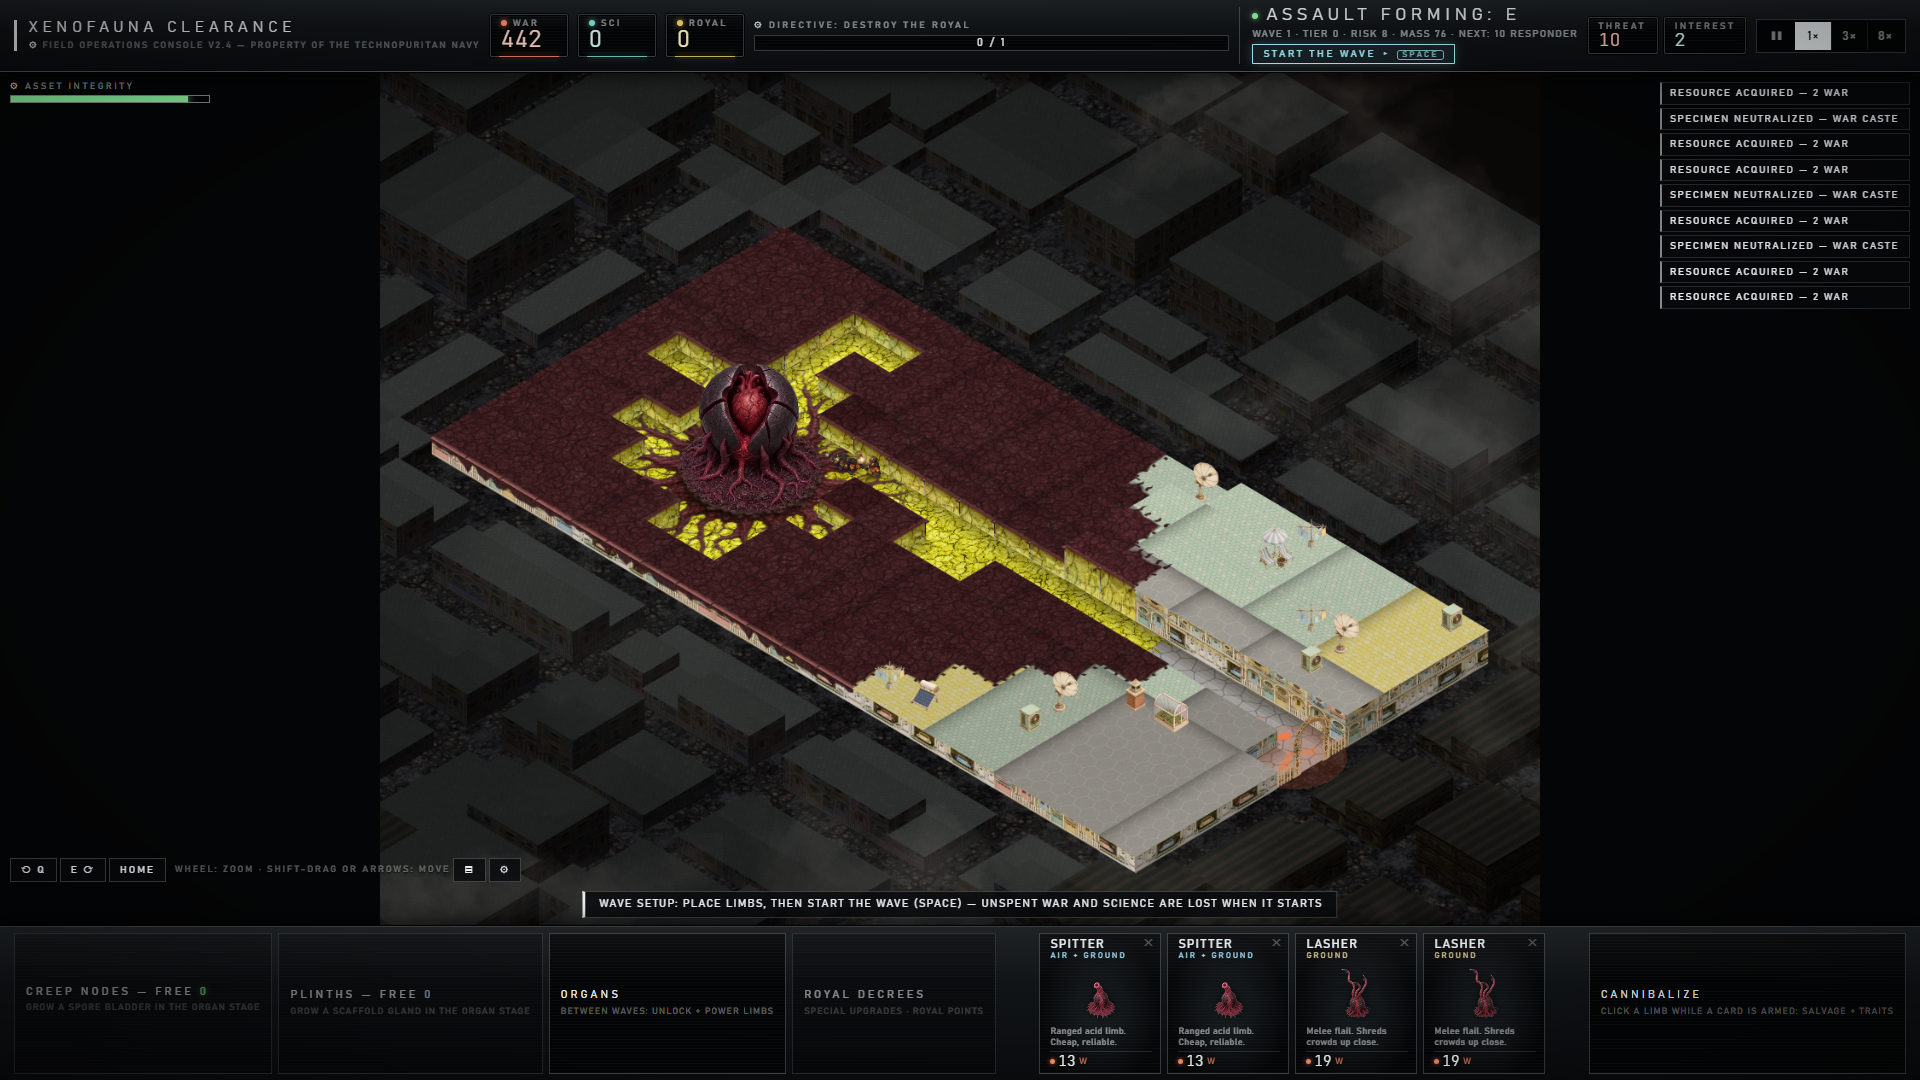 XENOFAUNA CLEARANCE
FIELD OPERATIONS CONSOLE V2.4 — PROPERTY OF THE TECHNOPURITAN NAVY
WAR
442
SCI
0
ROYAL
0
DIRECTIVE: DESTROY THE ROYAL
0 / 1
ASSAULT FORMING: E
WAVE 1 · TIER 0 · RISK 8 · MASS 76 · NEXT: 10 RESPONDER
START THE WAVE ▸ SPACE
THREAT
10
INTEREST
2
1× 3× 8×
ASSET INTEGRITY
RESOURCE ACQUIRED — 2 WAR
SPECIMEN NEUTRALIZED — WAR CASTE
RESOURCE ACQUIRED — 2 WAR
RESOURCE ACQUIRED — 2 WAR
SPECIMEN NEUTRALIZED — WAR CASTE
RESOURCE ACQUIRED — 2 WAR
SPECIMEN NEUTRALIZED — WAR CASTE
RESOURCE ACQUIRED — 2 WAR
RESOURCE ACQUIRED — 2 WAR
⟲ Q
E ⟳
HOME
WHEEL: ZOOM · SHIFT-DRAG OR ARROWS: MOVE
WAVE SETUP: PLACE LIMBS, THEN START THE WAVE (SPACE) — UNSPENT WAR AND SCIENCE ARE LOST WHEN IT STARTS
CREEP NODES — FREE 0
GROW A SPORE BLADDER IN THE ORGAN STAGE
PLINTHS — FREE 0
GROW A SCAFFOLD GLAND IN THE ORGAN STAGE
ORGANS
BETWEEN WAVES: UNLOCK + POWER LIMBS
ROYAL DECREES
SPECIAL UPGRADES · ROYAL POINTS
SPITTER ×
AIR + GROUND
Ranged acid limb.
Cheap, reliable.
13 W
SPITTER ×
AIR + GROUND
Ranged acid limb.
Cheap, reliable.
13 W
LASHER ×
GROUND
Melee flail. Shreds
crowds up close.
19 W
LASHER ×
GROUND
Melee flail. Shreds
crowds up close.
19 W
CANNIBALIZE
CLICK A LIMB WHILE A CARD IS ARMED: SALVAGE + TRAITS